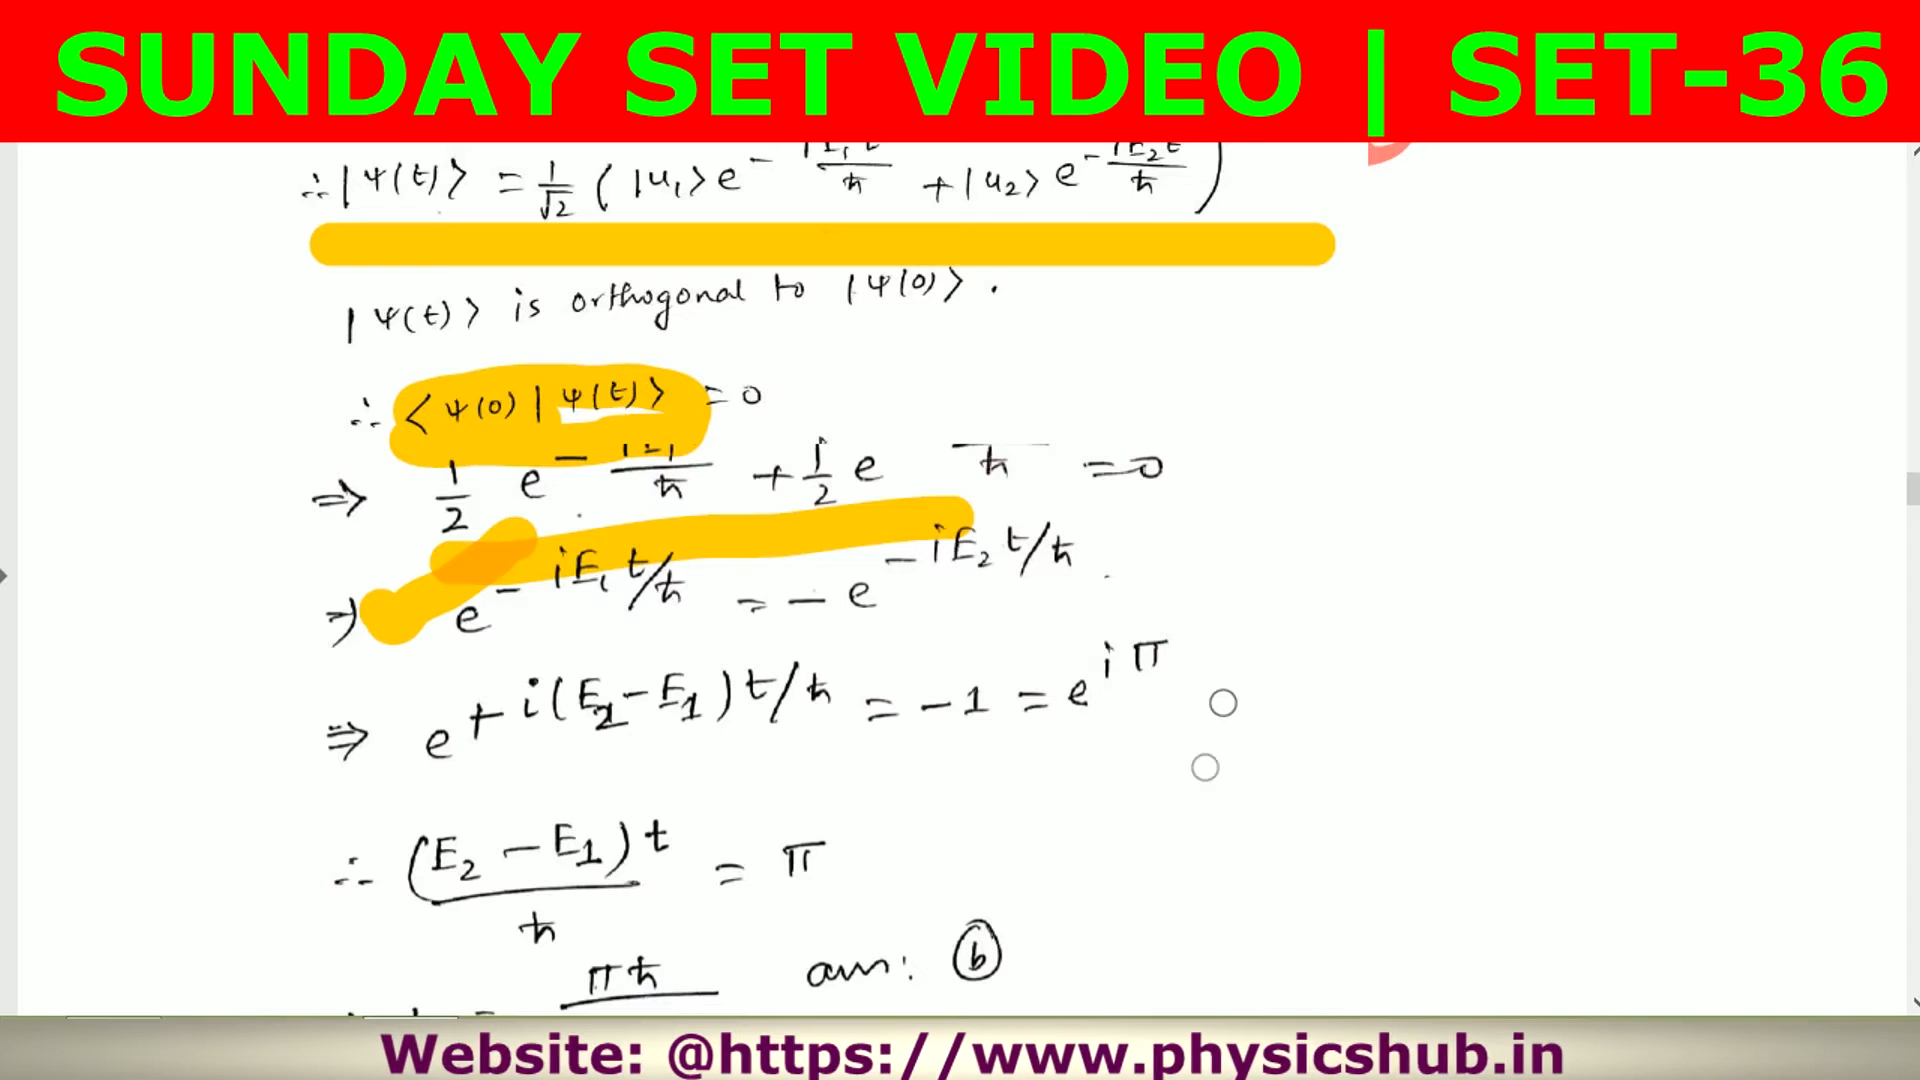 SUNDAY SET VIDEO | SET-36
∴ |Ψ(t)⟩ = 1/√2 ( |u₁⟩ e^(-iE₁t/ħ) + |u₂⟩ e^(-iE₂t/ħ) )
|Ψ(t)⟩ is orthogonal to |Ψ(0)⟩.
∴ ⟨Ψ(0)|Ψ(t)⟩ = 0
⇒ 1/2 e^- /ħ + 1/2 e /ħ = 0
⇒ e^(-iE₁t/ħ) = - e^(-iE₂t/ħ)
⇒ e^(+i(E₂-E₁)t/ħ) = -1 = e^(iπ)
∴ (E₂ - E₁)t / ħ = π
πħ ans: ⓑ
Website: @https://www.physicshub.in